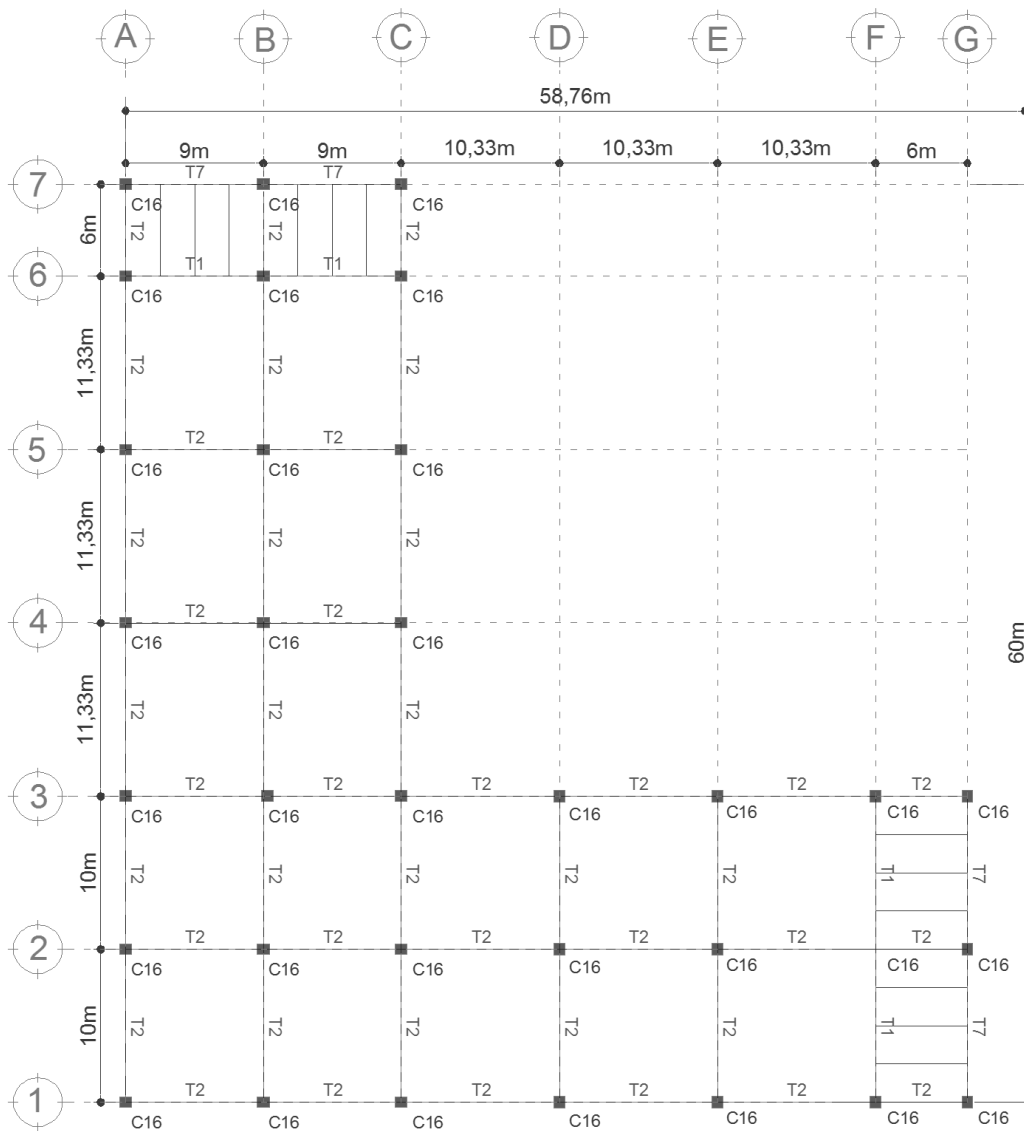 A B C D E F G
58,76m
9m 9m 10,33m 10,33m 10,33m 6m
T7 T7
7
C16 C16 C16
6m T2 T2 T2
T1 T1
6
C16 C16 C16
11,33m T2 T2 T2
T2 T2
5
C16 C16 C16
11,33m T2 T2 T2
T2 T2
4
C16 C16 C16
60m
11,33m T2 T2 T2
T2 T2 T2 T2 T2 T2
3
C16 C16 C16 C16 C16 C16 C16
10m T2 T2 T2 T2 T2 T1 T7
T2 T2 T2 T2 T2 T2
2
C16 C16 C16 C16 C16 C16 C16
10m T2 T2 T2 T2 T2 T1 T7
T2 T2 T2 T2 T2 T2
1
C16 C16 C16 C16 C16 C16 C16